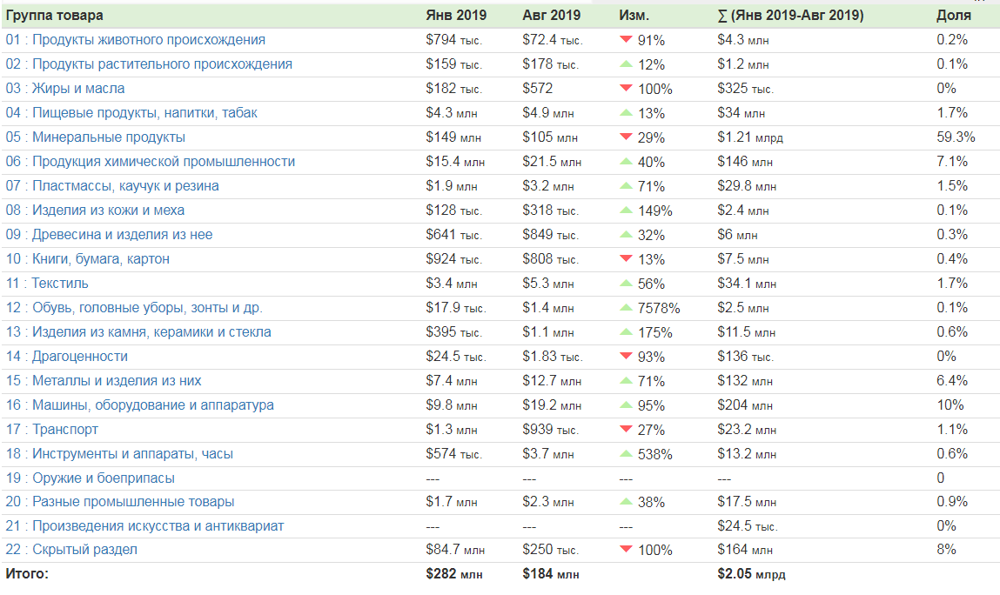 Группа товара Янв 2019 Авг 2019 Изм. ∑ (Янв 2019-Авг 2019) Доля
01 : Продукты животного происхождения $794 тыс. $72.4 тыс. 91% $4.3 млн 0.2%
02 : Продукты растительного происхождения $159 тыс. $178 тыс. 12% $1.2 млн 0.1%
03 : Жиры и масла $182 тыс. $572 100% $325 тыс. 0%
04 : Пищевые продукты, напитки, табак $4.3 млн $4.9 млн 13% $34 млн 1.7%
05 : Минеральные продукты $149 млн $105 млн 29% $1.21 млрд 59.3%
06 : Продукция химической промышленности $15.4 млн $21.5 млн 40% $146 млн 7.1%
07 : Пластмассы, каучук и резина $1.9 млн $3.2 млн 71% $29.8 млн 1.5%
08 : Изделия из кожи и меха $128 тыс. $318 тыс. 149% $2.4 млн 0.1%
09 : Древесина и изделия из нее $641 тыс. $849 тыс. 32% $6 млн 0.3%
10 : Книги, бумага, картон $924 тыс. $808 тыс. 13% $7.5 млн 0.4%
11 : Текстиль $3.4 млн $5.3 млн 56% $34.1 млн 1.7%
12 : Обувь, головные уборы, зонты и др. $17.9 тыс. $1.4 млн 7578% $2.5 млн 0.1%
13 : Изделия из камня, керамики и стекла $395 тыс. $1.1 млн 175% $11.5 млн 0.6%
14 : Драгоценности $24.5 тыс. $1.83 тыс. 93% $136 тыс. 0%
15 : Металлы и изделия из них $7.4 млн $12.7 млн 71% $132 млн 6.4%
16 : Машины, оборудование и аппаратура $9.8 млн $19.2 млн 95% $204 млн 10%
17 : Транспорт $1.3 млн $939 тыс. 27% $23.2 млн 1.1%
18 : Инструменты и аппараты, часы $574 тыс. $3.7 млн 538% $13.2 млн 0.6%
19 : Оружие и боеприпасы --- --- --- --- 0
20 : Разные промышленные товары $1.7 млн $2.3 млн 38% $17.5 млн 0.9%
21 : Произведения искусства и антиквариат --- --- --- $24.5 тыс. 0%
22 : Скрытый раздел $84.7 млн $250 тыс. 100% $164 млн 8%
Итого: $282 млн $184 млн $2.05 млрд